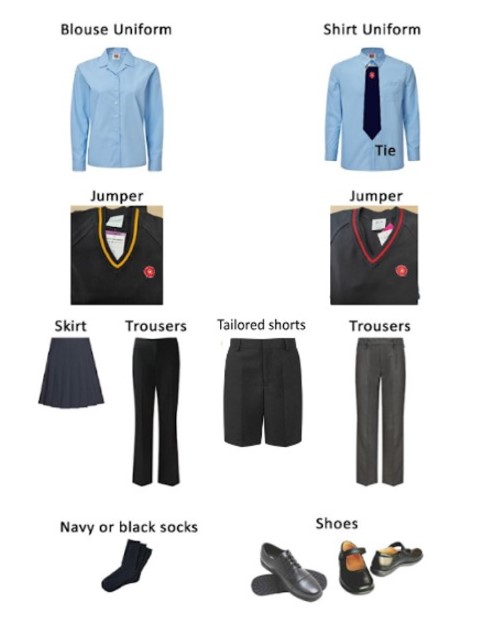 Blouse Uniform
Shirt Uniform
Tie
Jumper
Jumper
Skirt
Trousers
Tailored shorts
Trousers
Navy or black socks
Shoes